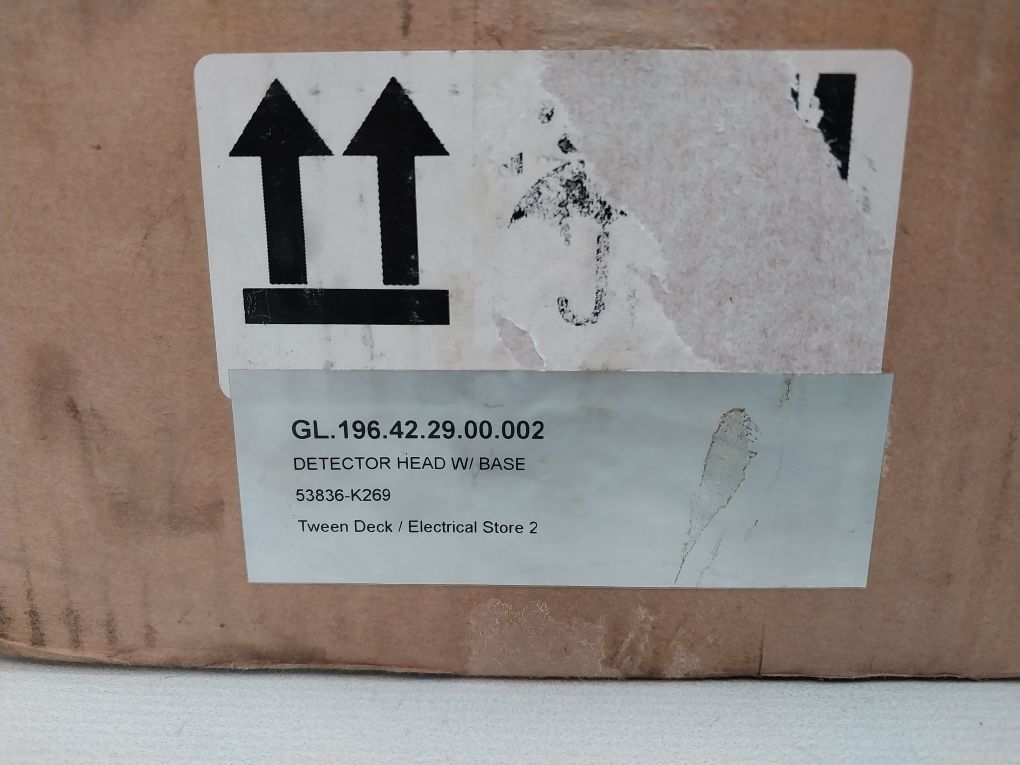 GL.196.42.29.00.002
DETECTOR HEAD W/ BASE
53836-K269
Tween Deck / Electrical Store 2